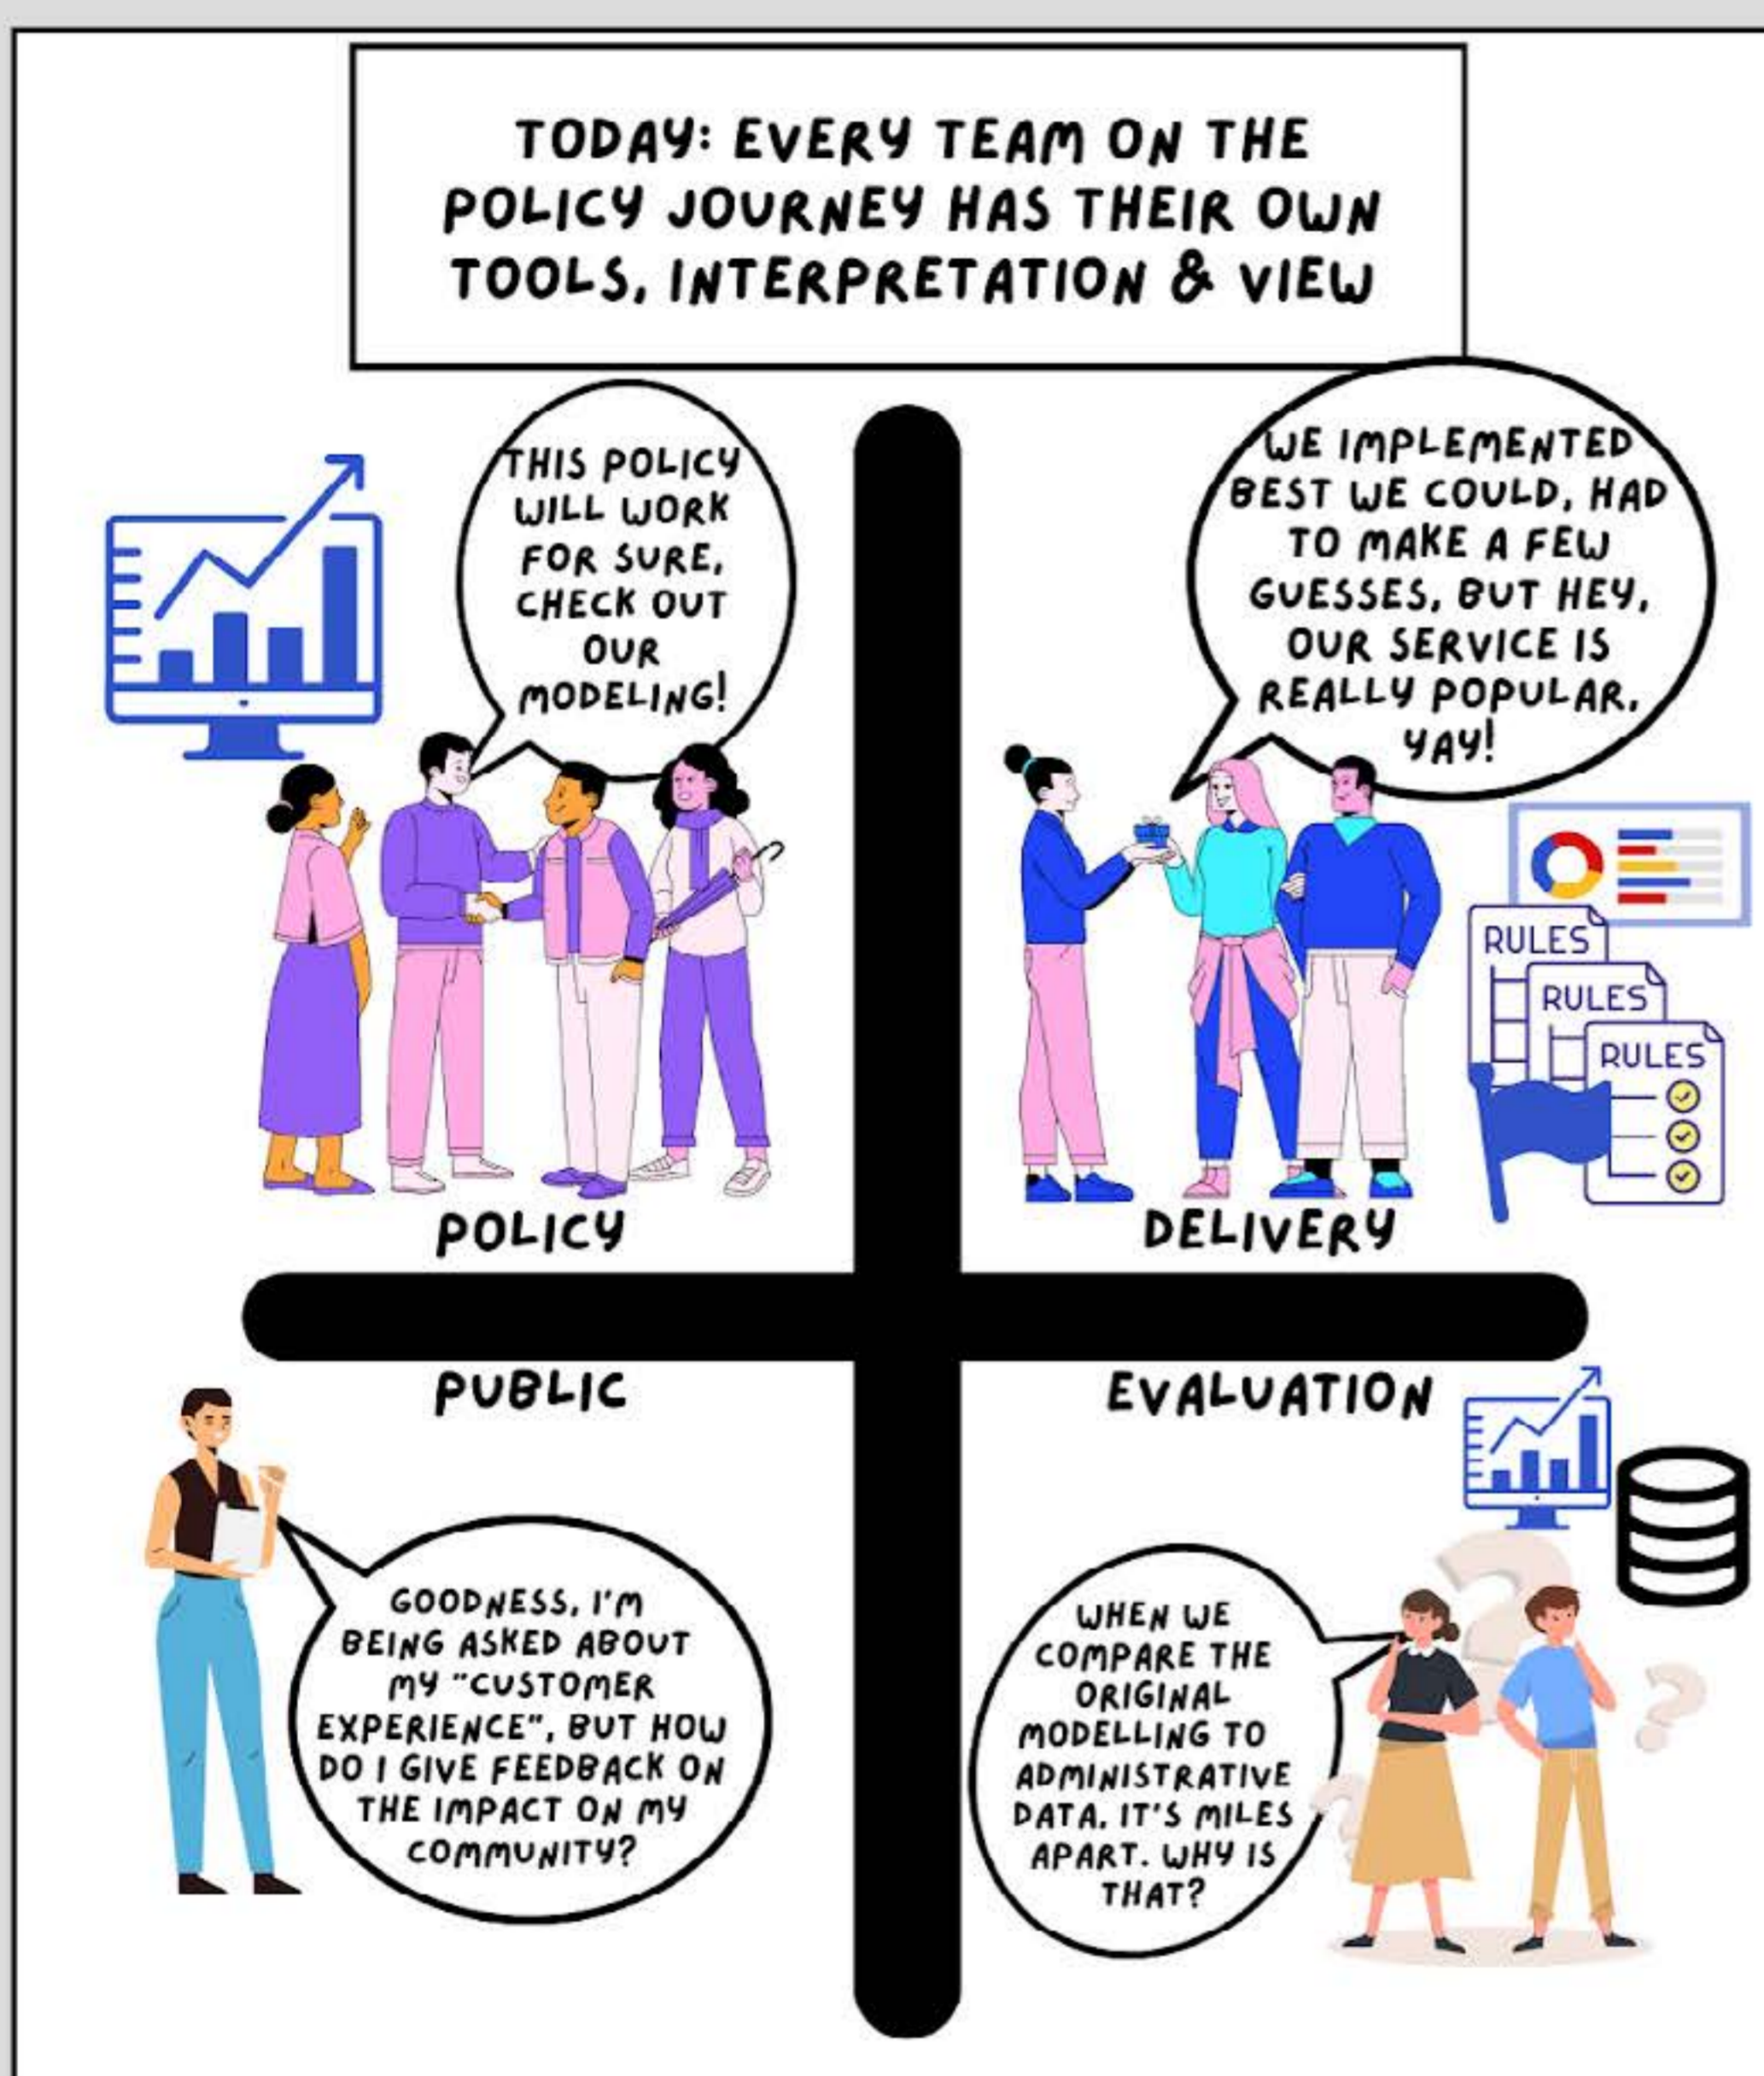 TODAY: EVERY TEAM ON THE
POLICY JOURNEY HAS THEIR OWN
TOOLS, INTERPRETATION & VIEW
THIS POLICY
WILL WORK
FOR SURE,
CHECK OUT
OUR
MODELING!
POLICY
WE IMPLEMENTED
BEST WE COULD, HAD
TO MAKE A FEW
GUESSES, BUT HEY,
OUR SERVICE IS
REALLY POPULAR,
YAY!
RULES
RULES
RULES
DELIVERY
PUBLIC
GOODNESS, I'M
BEING ASKED ABOUT
MY "CUSTOMER
EXPERIENCE", BUT HOW
DO I GIVE FEEDBACK ON
THE IMPACT ON MY
COMMUNITY?
EVALUATION
WHEN WE
COMPARE THE
ORIGINAL
MODELLING TO
ADMINISTRATIVE
DATA, IT'S MILES
APART. WHY IS
THAT?